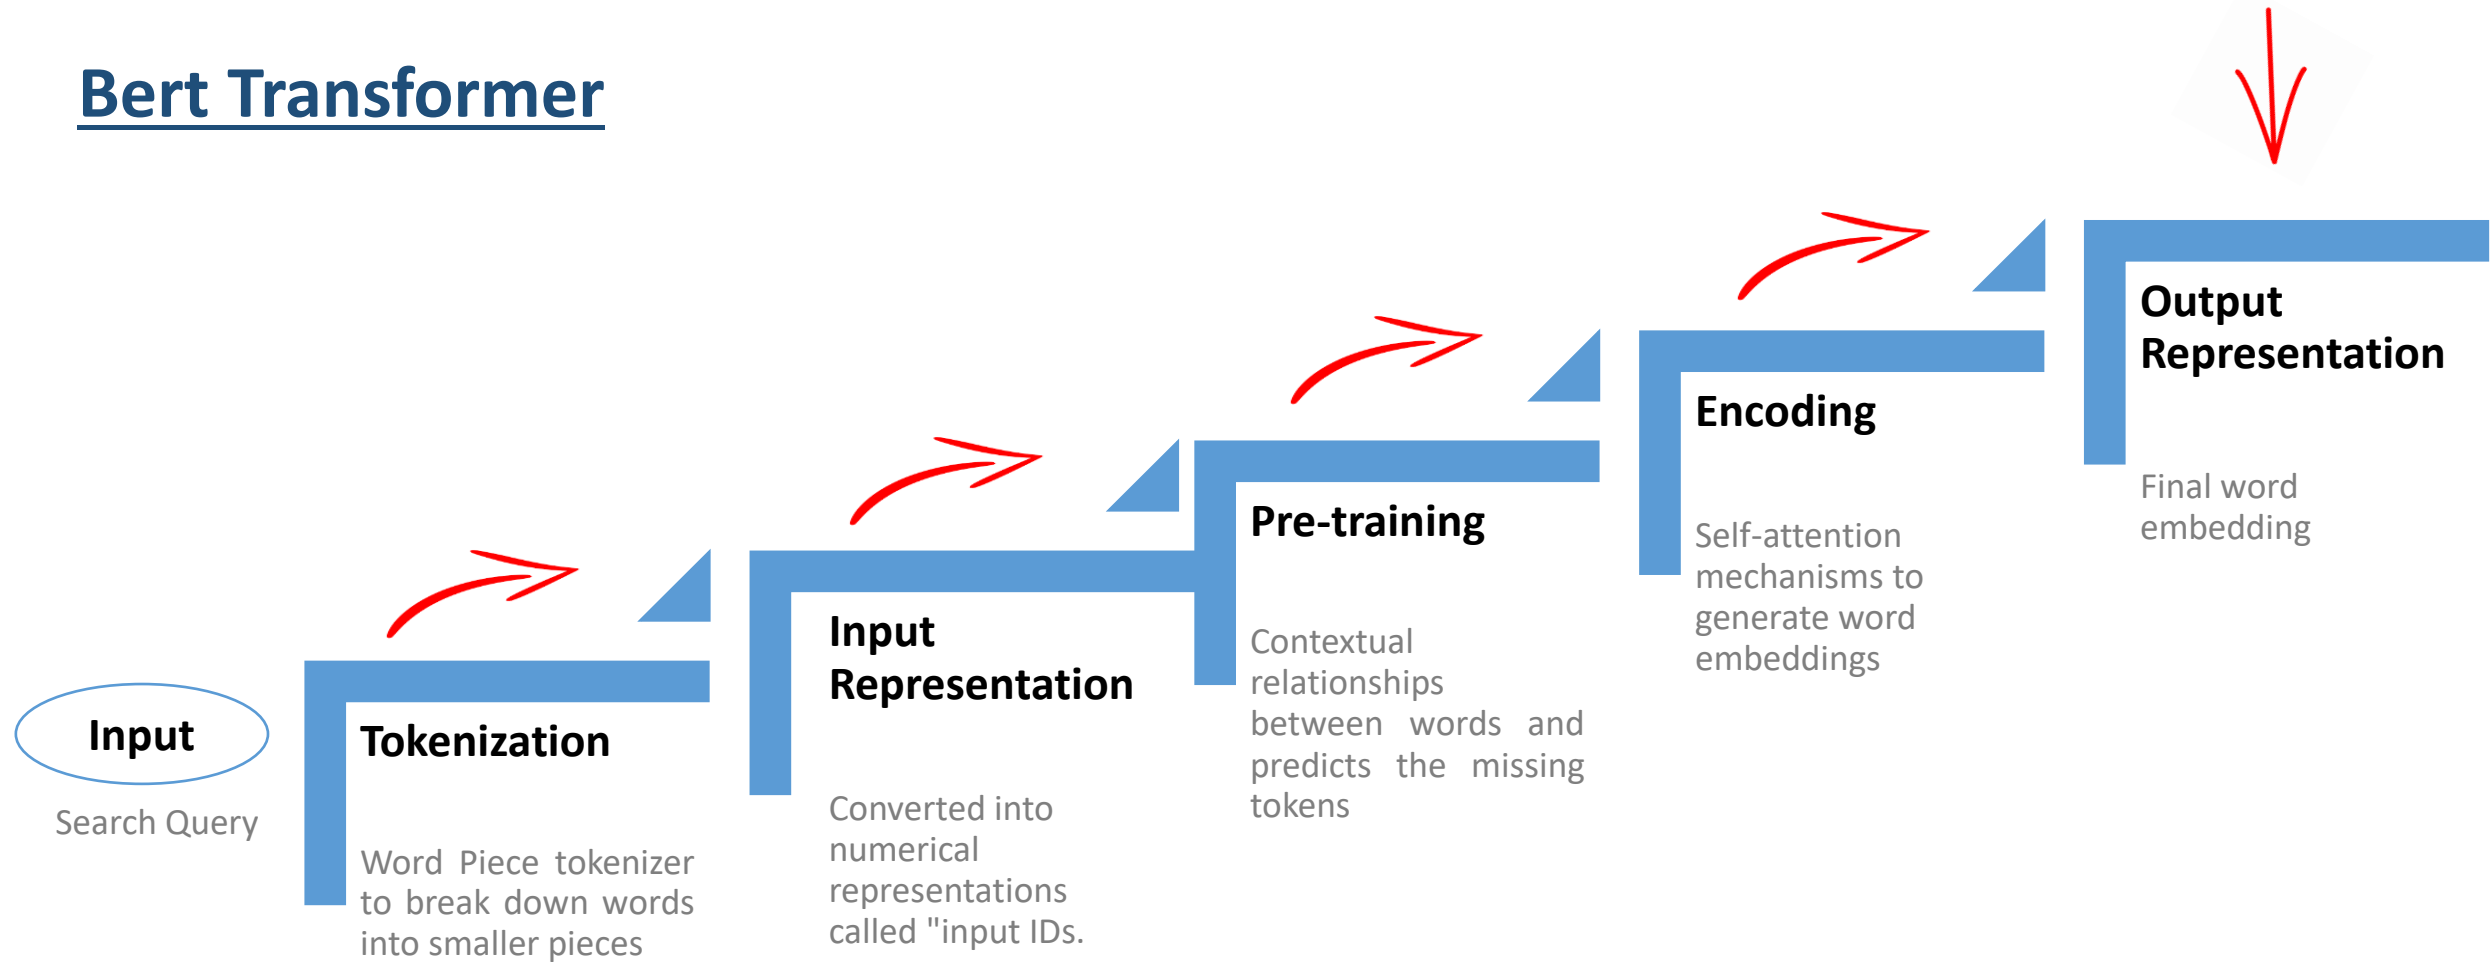 Bert Transformer
Input
Search Query
Tokenization
Word Piece tokenizer
to break down words
into smaller pieces
Input
Representation
Converted into
numerical
representations
called "input IDs.
Pre-training
Contextual
relationships
between words and
predicts the missing
tokens
Encoding
Self-attention
mechanisms to
generate word
embeddings
Output
Representation
Final word
embedding